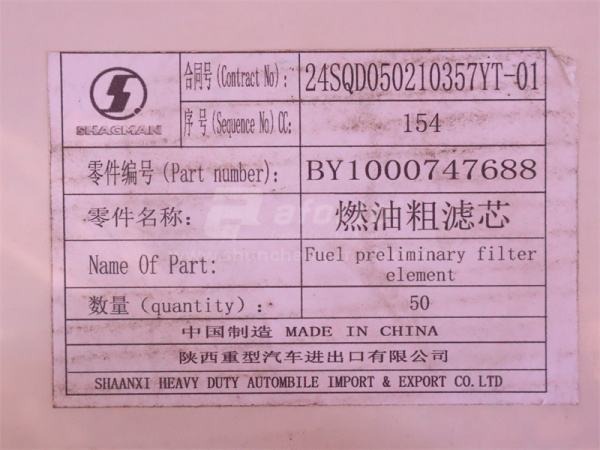 SHACMAN
合同号(Contract No)：
24SQD050210357YT-01
序 号(Sequence No)CC:
154
零件编号(Part number):
BY1000747688
零件名称：
燃油粗滤芯
Name Of Part:
Fuel preliminary filter
element
数量（quantity）：
50
中国制造 MADE IN CHINA
陕西重型汽车进出口有限公司
SHAANXI HEAVY DUTY AUTOMBILE IMPORT & EXPORT CO.LTD